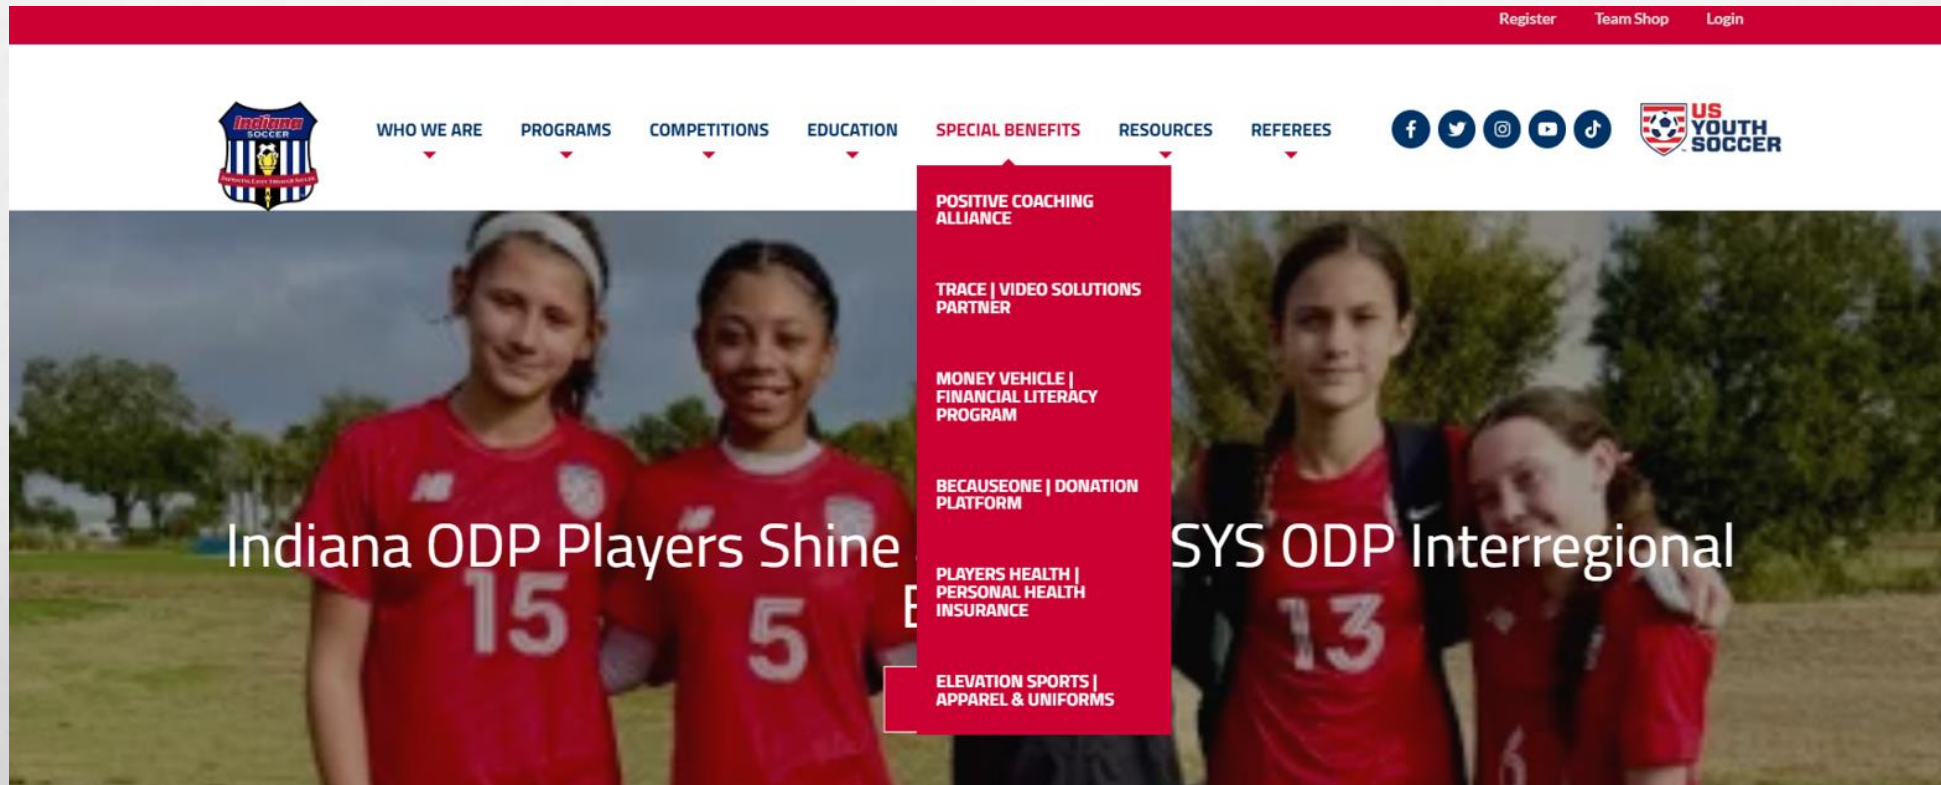 Register Team Shop Login
Indiana
SOCCER
WHO WE ARE PROGRAMS COMPETITIONS EDUCATION SPECIAL BENEFITS RESOURCES REFEREES
US
YOUTH
SOCCER
POSITIVE COACHING
ALLIANCE
TRACE | VIDEO SOLUTIONS
PARTNER
MONEY VEHICLE |
FINANCIAL LITERACY
PROGRAM
BECAUSEONE | DONATION
PLATFORM
PLAYERS HEALTH |
PERSONAL HEALTH
INSURANCE
ELEVATION SPORTS |
APPAREL & UNIFORMS
Indiana ODP Players Shine SYS ODP Interregional
NB
15
5
13
6